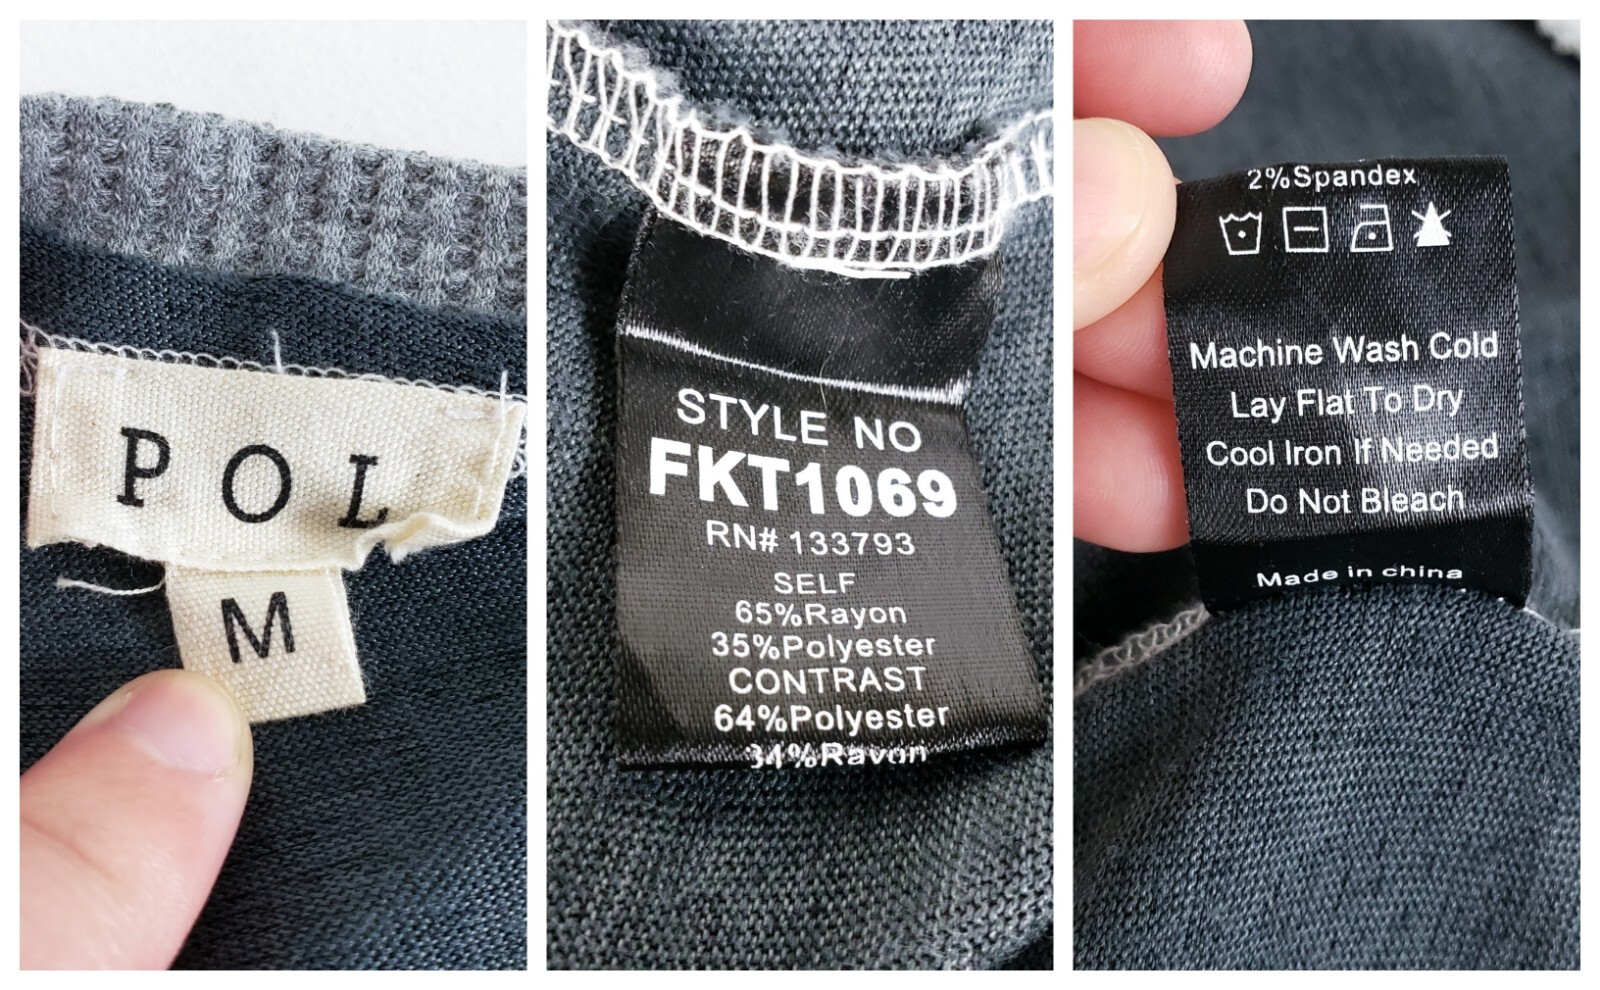 POL
M
STYLE NO
FKT1069
RN# 133793
SELF
65%Rayon
35%Polyester
CONTRAST
64%Polyester
34%Rayon
2%Spandex
Machine Wash Cold
Lay Flat To Dry
Cool Iron If Needed
Do Not Bleach
Made in china